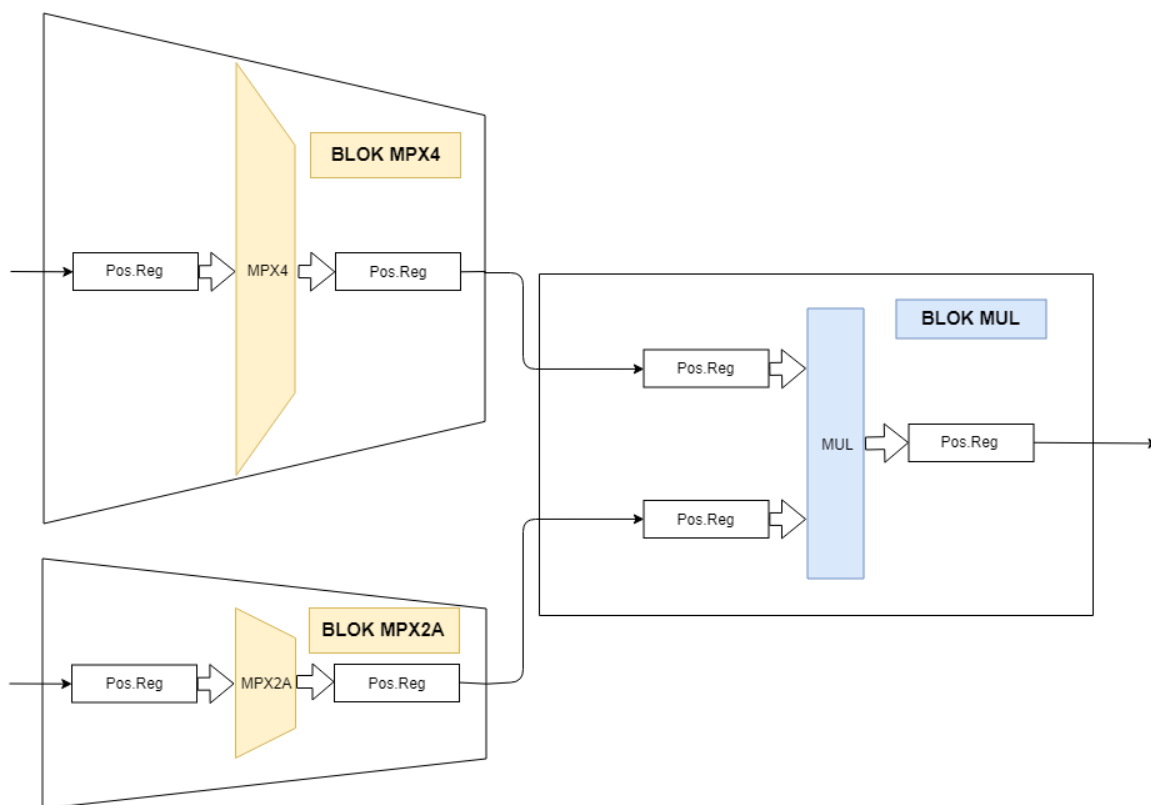 BLOK MPX4
Pos.Reg
MPX4
Pos.Reg
BLOK MUL
Pos.Reg
MUL
Pos.Reg
Pos.Reg
BLOK MPX2A
Pos.Reg
MPX2A
Pos.Reg